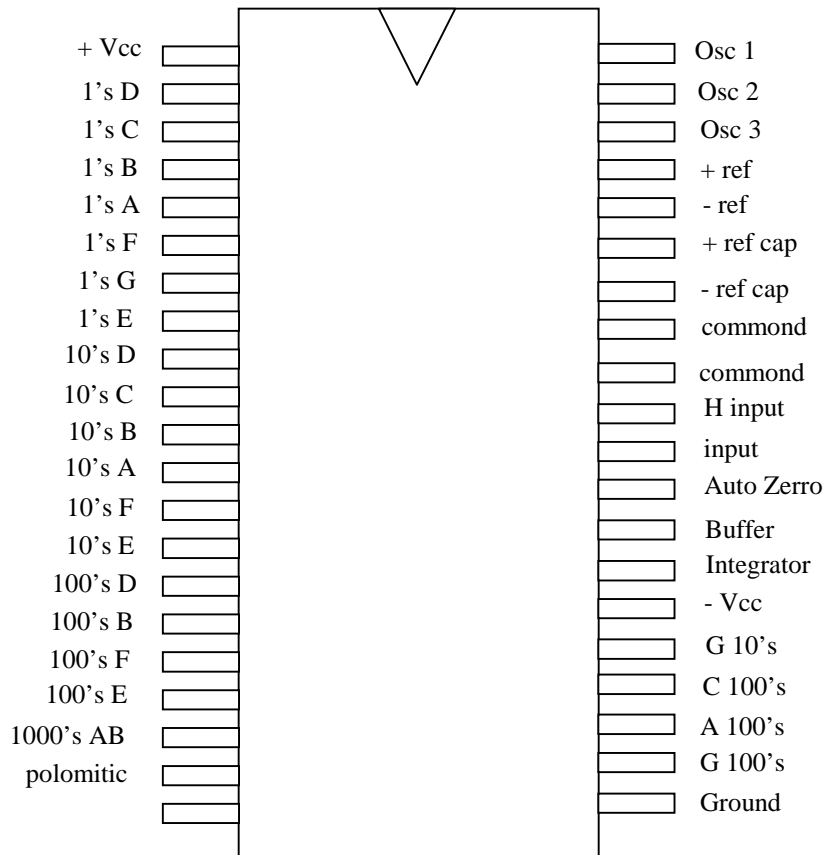 + Vcc
1’s D
1’s C
1’s B
1’s A
1’s F
1’s G
1’s E
10’s D
10’s C
10’s B
10’s A
10’s F
10’s E
100’s D
100’s B
100’s F
100’s E
1000’s AB
polomitic
Osc 1
Osc 2
Osc 3
+ ref
- ref
+ ref cap
- ref cap
commond
commond
H input
input
Auto Zerro
Buffer
Integrator
- Vcc
G 10’s
C 100’s
A 100’s
G 100’s
Ground